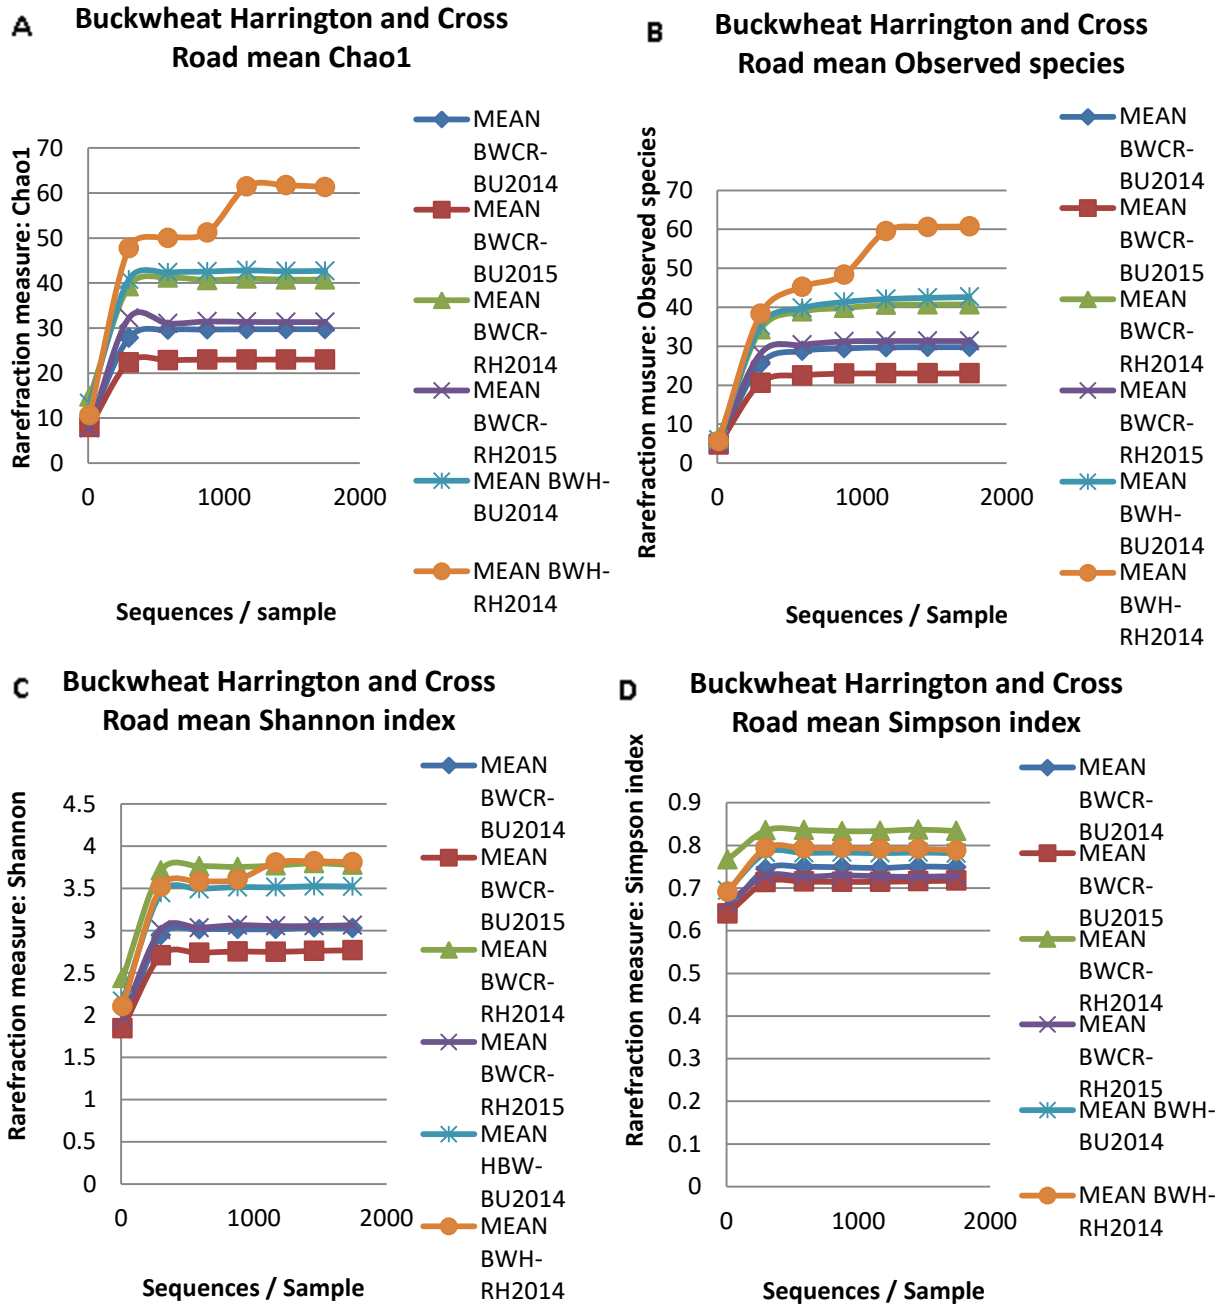 A
Buckwheat Harrington and Cross
Road mean Chao1
Rarefraction measure: Chao1
70
60
50
40
30
20
10
0
0
1000
2000
Sequences / sample
MEAN
BWCR-
BU2014
MEAN
BWCR-
BU2015
MEAN
BWCR-
RH2014
MEAN
BWCR-
RH2015
MEAN BWH-
BU2014
MEAN BWH-
RH2014
B
Buckwheat Harrington and Cross
Road mean Observed species
Rarefraction musure: Observed species
70
60
50
40
30
20
10
0
0
1000
2000
Sequences / Sample
MEAN
BWCR-
BU2014
MEAN
BWCR-
BU2015
MEAN
BWCR-
RH2014
MEAN
BWCR-
RH2015
MEAN
BWH-
BU2014
MEAN
BWH-
RH2014
C
Buckwheat Harrington and Cross
Road mean Shannon index
Rarefraction measure: Shannon
4.5
4
3.5
3
2.5
2
1.5
1
0.5
0
0
1000
2000
Sequences / Sample
MEAN
BWCR-
BU2014
MEAN
BWCR-
BU2015
MEAN
BWCR-
RH2014
MEAN
BWCR-
RH2015
MEAN
HBW-
BU2014
MEAN
BWH-
RH2014
D
Buckwheat Harrington and Cross
Road mean Simpson index
Rarefraction measure: Simpson index
0.9
0.8
0.7
0.6
0.5
0.4
0.3
0.2
0.1
0
0
1000
2000
Sequences / Sample
MEAN
BWCR-
BU2014
MEAN
BWCR-
BU2015
MEAN
BWCR-
RH2014
MEAN
BWCR-
RH2015
MEAN BWH-
BU2014
MEAN BWH-
RH2014